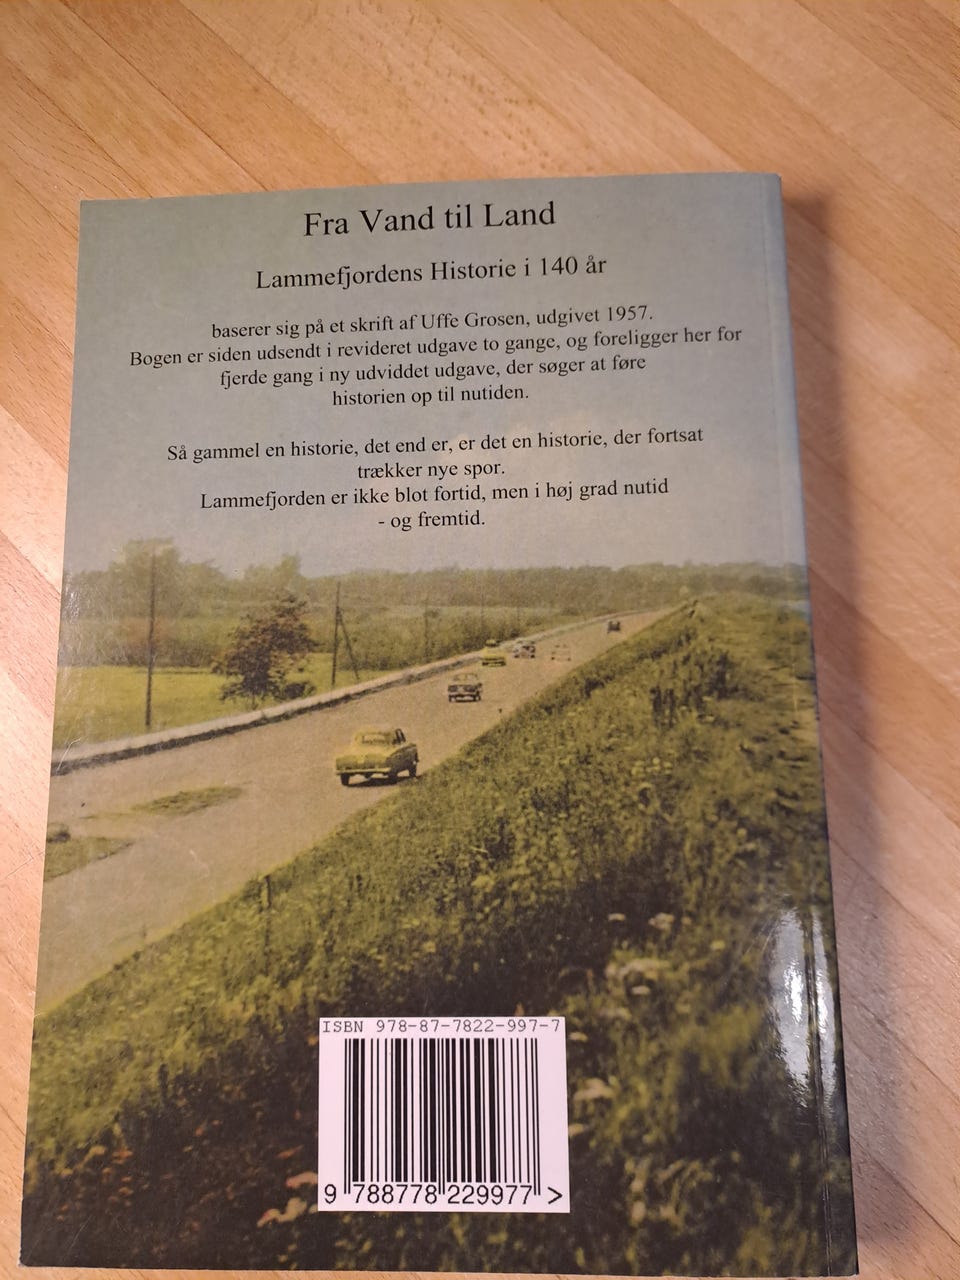 Fra Vand til Land
Lammefjordens Historie i 140 år
baserer sig på et skrift af Uffe Grosen, udgivet 1957.
Bogen er siden udsendt i revideret udgave to gange, og foreligger her for
fjerde gang i ny udviddet udgave, der søger at føre
historien op til nutiden.
Så gammel en historie, det end er, er det en historie, der fortsat
trækker nye spor.
Lammefjorden er ikke blot fortid, men i høj grad nutid
- og fremtid.
ISBN 978-87-7822-997-7
9 788778 229977 >